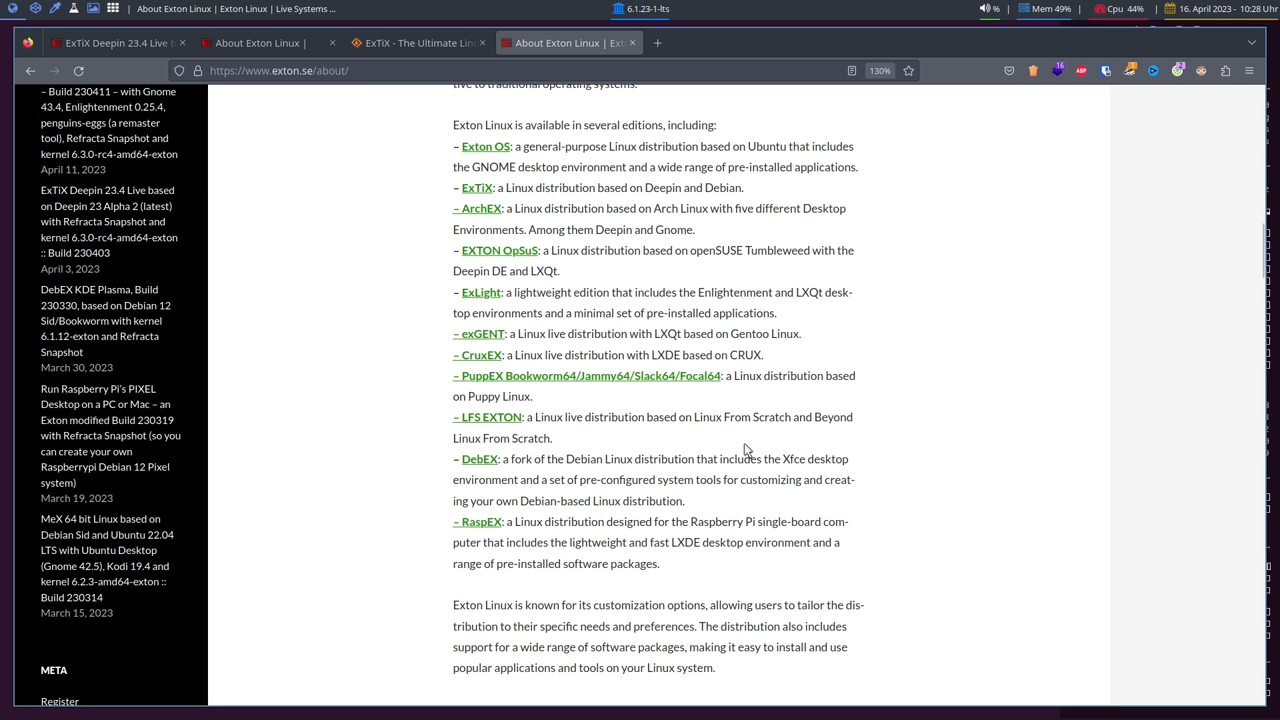 About Exton Linux | Exton Linux | Live Systems ...
6.1.23-1-lts
%
Mem 49%
Cpu 44%
16. April 2023 - 10:28 Uhr
ExTiX Deepin 23.4 Live b
About Exton Linux |
ExTiX - The Ultimate Lin
About Exton Linux | Ext
https://www.exton.se/about/
130%
16
ABP
2
– Build 230411 – with Gnome
43.4, Enlightenment 0.25.4,
penguins-eggs (a remaster
tool), Refracta Snapshot and
kernel 6.3.0-rc4-amd64-exton
April 11, 2023
ExTiX Deepin 23.4 Live based
on Deepin 23 Alpha 2 (latest)
with Refracta Snapshot and
kernel 6.3.0-rc4-amd64-exton
:: Build 230403
April 3, 2023
DebEX KDE Plasma, Build
230330, based on Debian 12
Sid/Bookworm with kernel
6.1.12-exton and Refracta
Snapshot
March 30, 2023
Run Raspberry Pi’s PIXEL
Desktop on a PC or Mac – an
Exton modified Build 230319
with Refracta Snapshot (so you
can create your own
Raspberrypi Debian 12 Pixel
system)
March 19, 2023
MeX 64 bit Linux based on
Debian Sid and Ubuntu 22.04
LTS with Ubuntu Desktop
(Gnome 42.5), Kodi 19.4 and
kernel 6.2.3-amd64-exton ::
Build 230314
March 15, 2023
META
Register
tive to traditional operating systems.
Exton Linux is available in several editions, including:
– Exton OS: a general-purpose Linux distribution based on Ubuntu that includes
the GNOME desktop environment and a wide range of pre-installed applications.
– ExTiX: a Linux distribution based on Deepin and Debian.
– ArchEX: a Linux distribution based on Arch Linux with five different Desktop
Environments. Among them Deepin and Gnome.
– EXTON OpSuS: a Linux distribution based on openSUSE Tumbleweed with the
Deepin DE and LXQt.
– ExLight: a lightweight edition that includes the Enlightenment and LXQt desk-
top environments and a minimal set of pre-installed applications.
– exGENT: a Linux live distribution with LXQt based on Gentoo Linux.
– CruxEX: a Linux live distribution with LXDE based on CRUX.
– PuppEX Bookworm64/Jammy64/Slack64/Focal64: a Linux distribution based
on Puppy Linux.
– LFS EXTON: a Linux live distribution based on Linux From Scratch and Beyond
Linux From Scratch.
– DebEX: a fork of the Debian Linux distribution that includes the Xfce desktop
environment and a set of pre-configured system tools for customizing and creat-
ing your own Debian-based Linux distribution.
– RaspEX: a Linux distribution designed for the Raspberry Pi single-board com-
puter that includes the lightweight and fast LXDE desktop environment and a
range of pre-installed software packages.
Exton Linux is known for its customization options, allowing users to tailor the dis-
tribution to their specific needs and preferences. The distribution also includes
support for a wide range of software packages, making it easy to install and use
popular applications and tools on your Linux system.